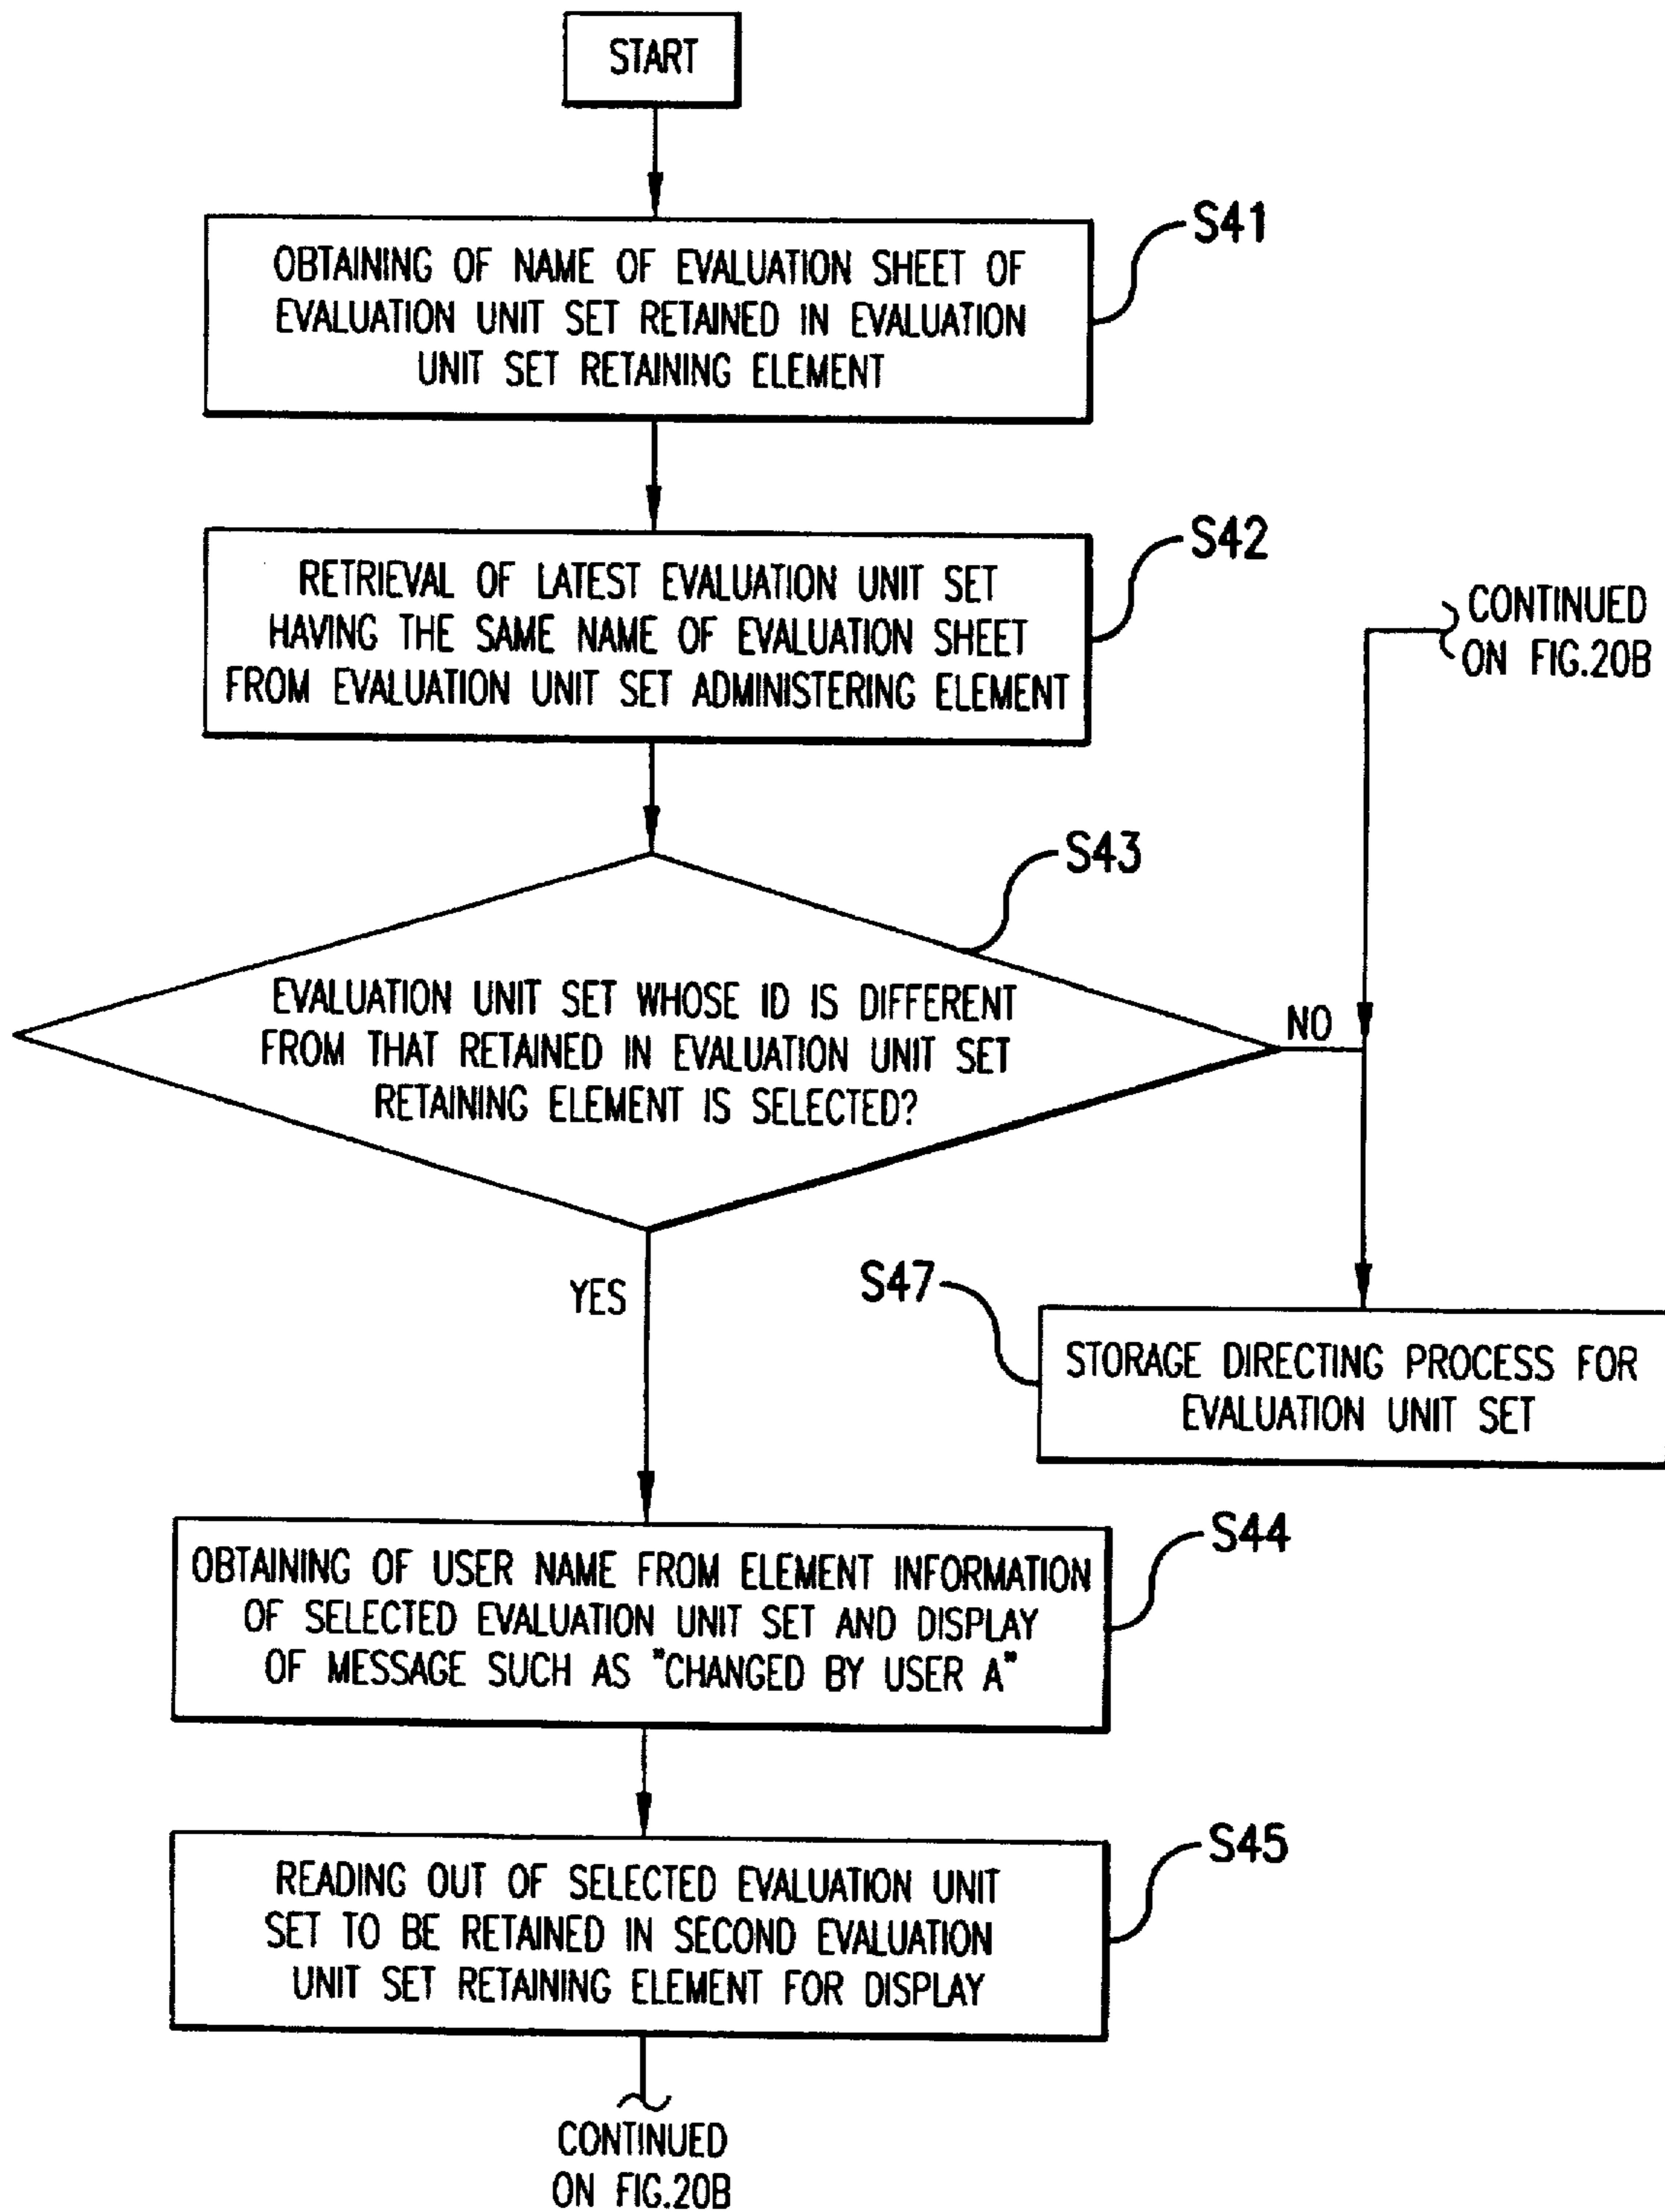 START
S41
OBTAINING OF NAME OF EVALUATION SHEET OF
EVALUATION UNIT SET RETAINED IN EVALUATION
UNIT SET RETAINING ELEMENT
S42
RETRIEVAL OF LATEST EVALUATION UNIT SET
HAVING THE SAME NAME OF EVALUATION SHEET
FROM EVALUATION UNIT SET ADMINISTERING ELEMENT
CONTINUED
ON FIG.20B
S43
EVALUATION UNIT SET WHOSE ID IS DIFFERENT
FROM THAT RETAINED IN EVALUATION UNIT SET
RETAINING ELEMENT IS SELECTED?
NO
YES
S47
STORAGE DIRECTING PROCESS FOR
EVALUATION UNIT SET
S44
OBTAINING OF USER NAME FROM ELEMENT INFORMATION
OF SELECTED EVALUATION UNIT SET AND DISPLAY
OF MESSAGE SUCH AS "CHANGED BY USER A"
S45
READING OUT OF SELECTED EVALUATION UNIT
SET TO BE RETAINED IN SECOND EVALUATION
UNIT SET RETAINING ELEMENT FOR DISPLAY
CONTINUED
ON FIG.20B